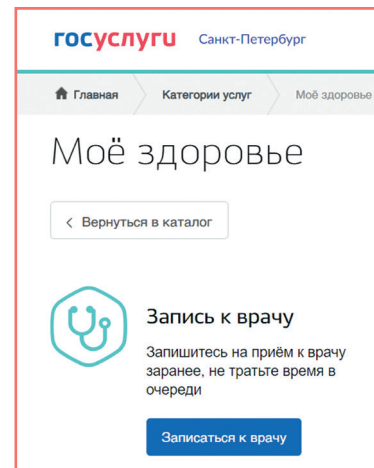 госуслуги Санкт-Петербург
Главная Категории услуг Моё здоровье
Моё здоровье
Вернуться в каталог
Запись к врачу
Запишитесь на приём к врачу
заранее, не тратьте время в
очереди
Записаться к врачу